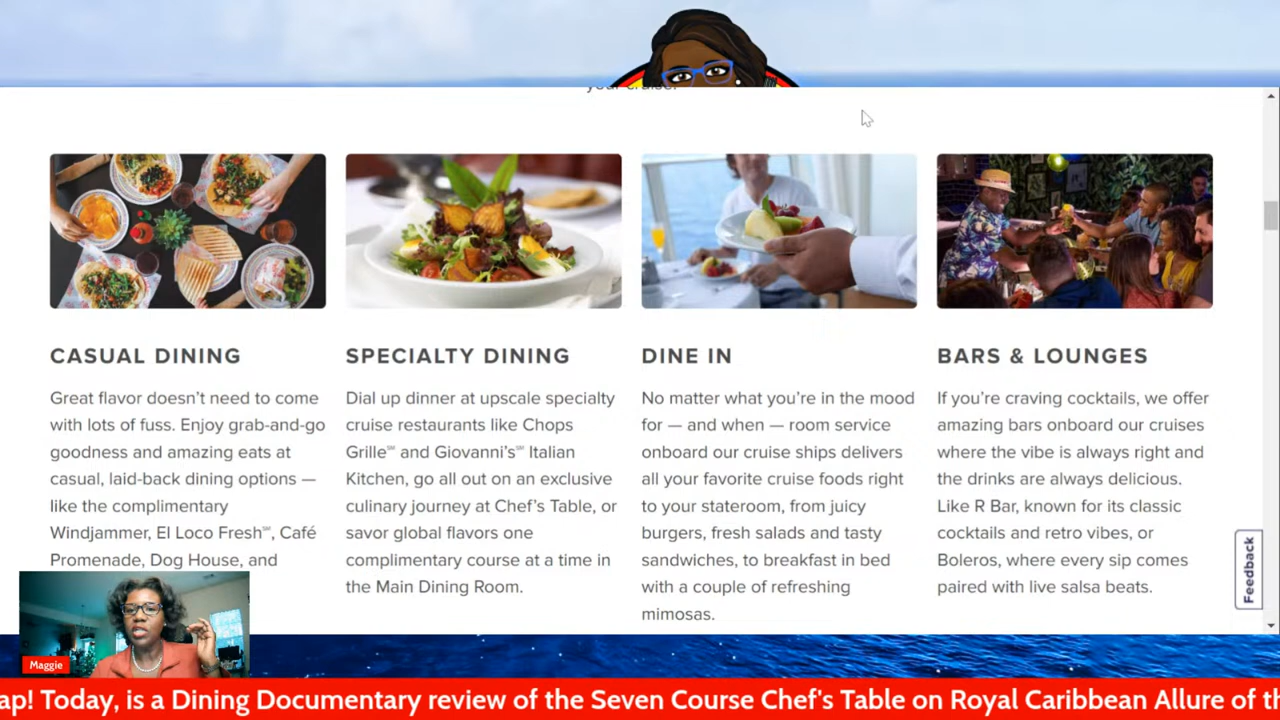 your cruise.
CASUAL DINING
Great flavor doesn't need to come
with lots of fuss. Enjoy grab-and-go
goodness and amazing eats at
casual, laid-back dining options —
like the complimentary
Windjammer, El Loco Fresh℠, Café
Promenade, Dog House, and
SPECIALTY DINING
Dial up dinner at upscale specialty
cruise restaurants like Chops
Grille℠ and Giovanni's℠ Italian
Kitchen, go all out on an exclusive
culinary journey at Chef's Table, or
savor global flavors one
complimentary course at a time in
the Main Dining Room.
DINE IN
No matter what you're in the mood
for — and when — room service
onboard our cruise ships delivers
all your favorite cruise foods right
to your stateroom, from juicy
burgers, fresh salads and tasty
sandwiches, to breakfast in bed
with a couple of refreshing
mimosas.
BARS & LOUNGES
If you're craving cocktails, we offer
amazing bars onboard our cruises
where the vibe is always right and
the drinks are always delicious.
Like R Bar, known for its classic
cocktails and retro vibes, or
Boleros, where every sip comes
paired with live salsa beats.
Feedback
Maggie
ap! Today, is a Dining Documentary review of the Seven Course Chef's Table on Royal Caribbean Allure of th